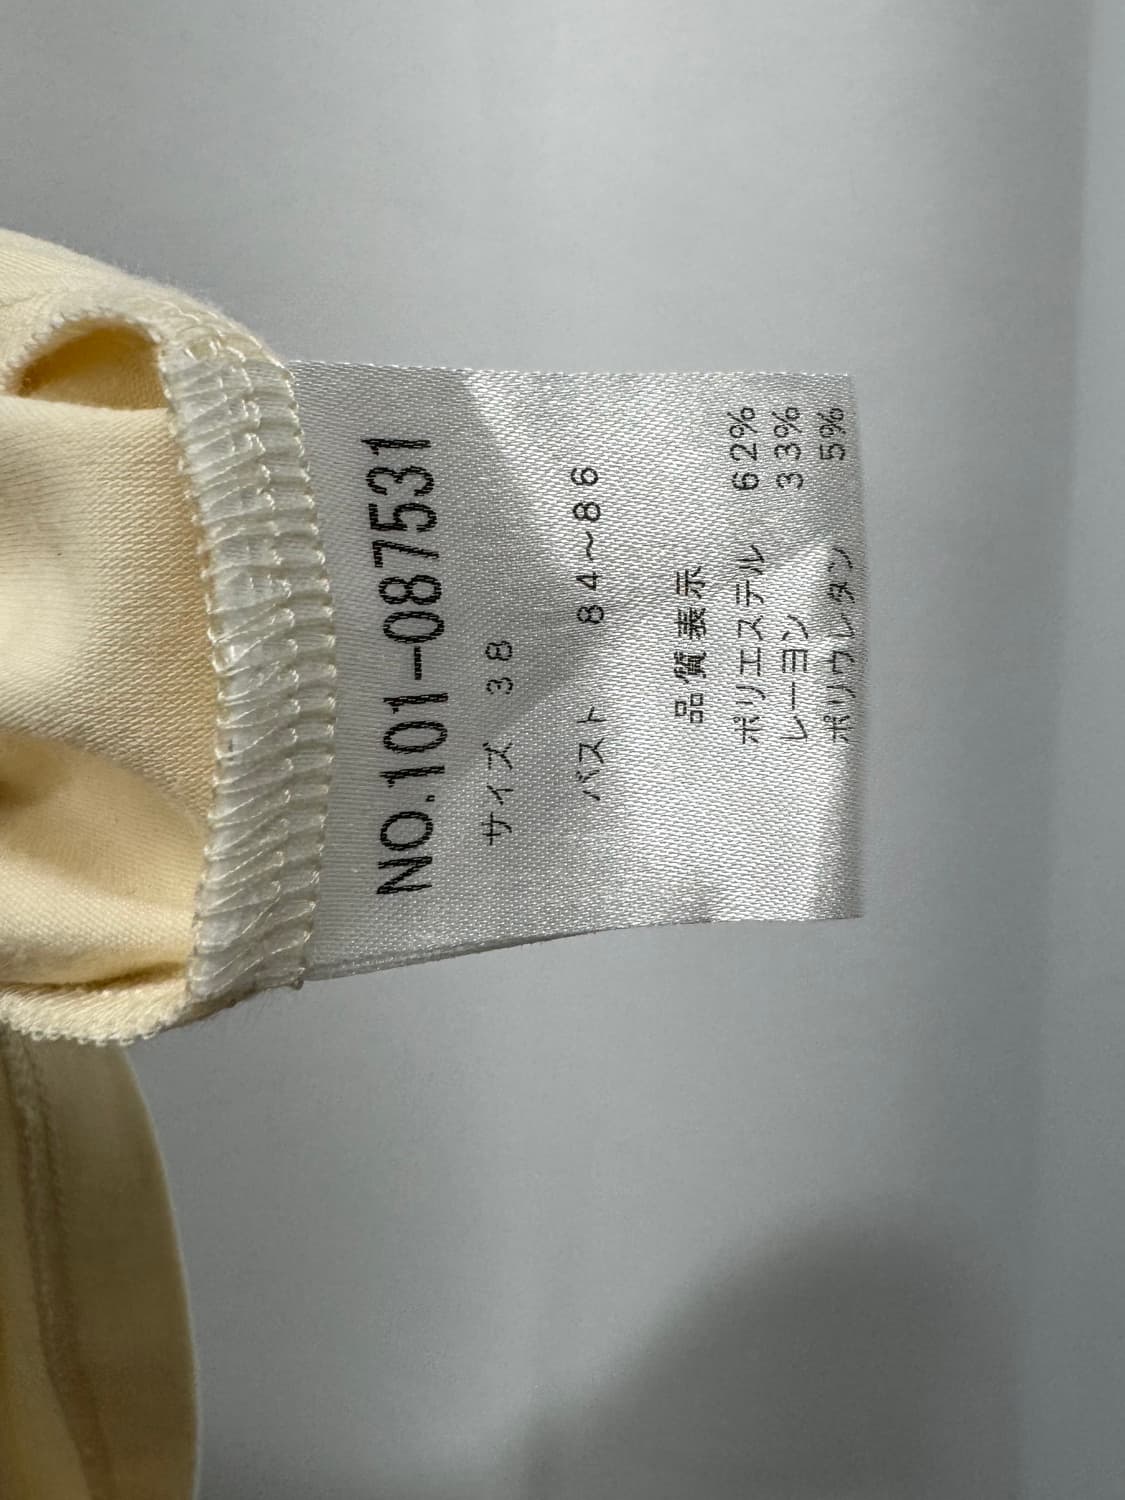 NO.101-087531
サイズ 38
バスト 84~86
品質表示
ポリエステル 62%
レーヨン 33%
ポリウレタン 5%